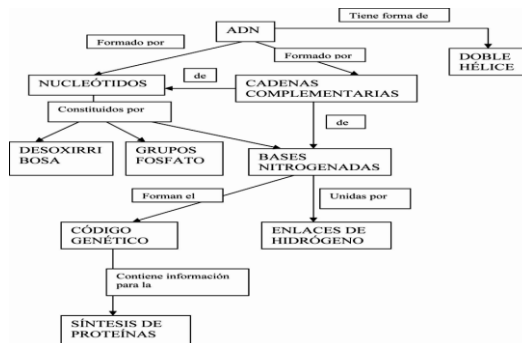 ADN
Tiene forma de
Formado por
Formado por
DOBLE
HÉLICE
NUCLEÓTIDOS
de
CADENAS
COMPLEMENTARIAS
Constituidos por
de
DESOXIRRI
BOSA
GRUPOS
FOSFATO
BASES
NITROGENADAS
Forman el
Unidas por
CÓDIGO
GENÉTICO
ENLACES DE
HIDRÓGENO
Contiene información
para la
SÍNTESIS DE
PROTEÍNAS